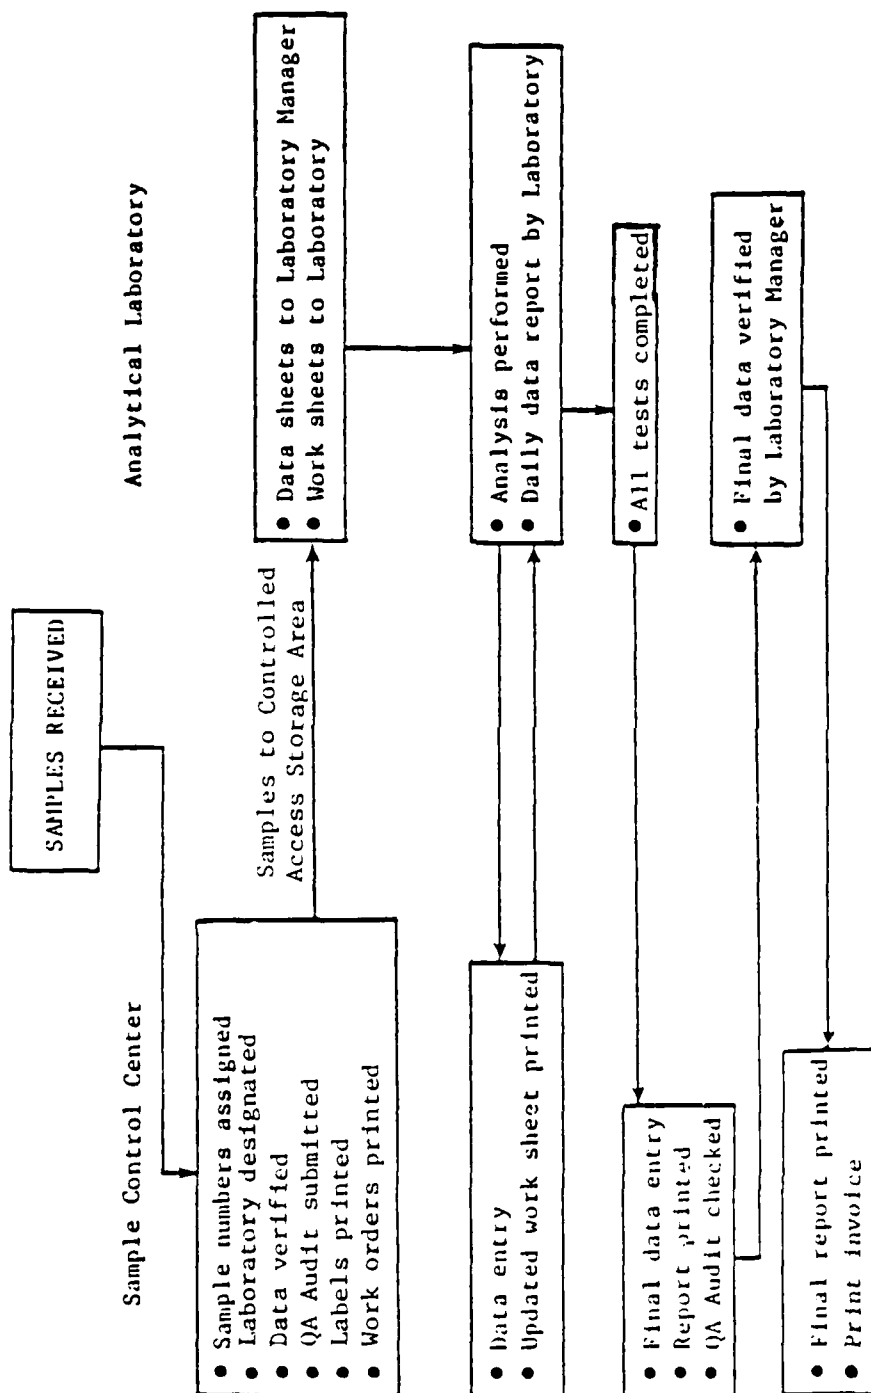 SAMPLES RECEIVED
Sample Control Center
Analytical Laboratory
● Sample numbers assigned
● Laboratory designated
● Data verified
● QA Audit submitted
● Labels printed
● Work orders printed
Samples to Controlled
Access Storage Area
● Data sheets to Laboratory Manager
● Work sheets to Laboratory
● Analysis performed
● Daily data report by Laboratory
● Data entry
● Updated work sheet printed
● All tests completed
● Final data entry
● Report printed
● QA Audit checked
● Final data verified
by Laboratory Manager
● Final report printed
● Print invoice